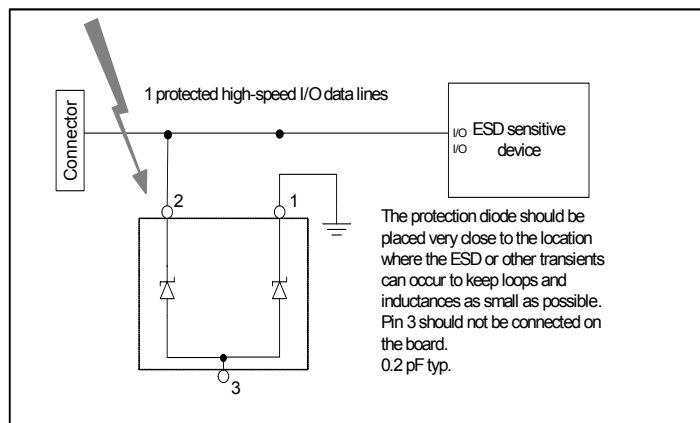 1 protected high-speed I/O data lines
Connector
I/O
I/O
ESD sensitive
device
2
1
3
The protection diode should be
placed very close to the location
where the ESD or other transients
can occur to keep loops and
inductances as small as possible.
Pin 3 should not be connected on
the board.
0.2 pF typ.